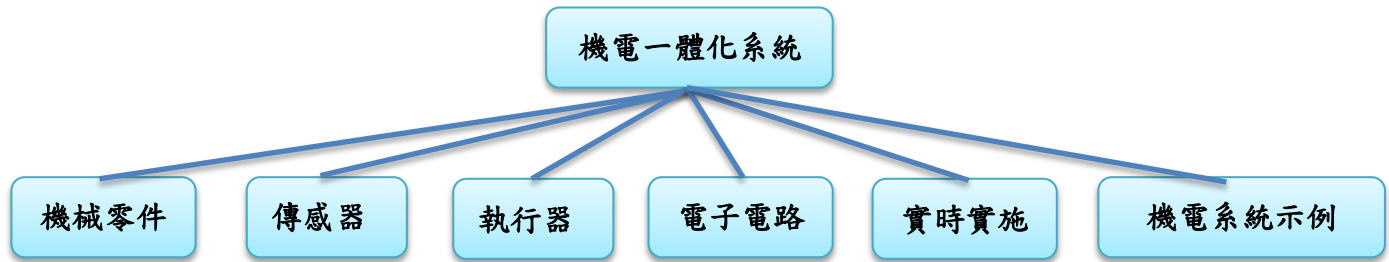 機電一體化系統
機械零件
傳感器
執行器
電子電路
實時實施
機電系統示例